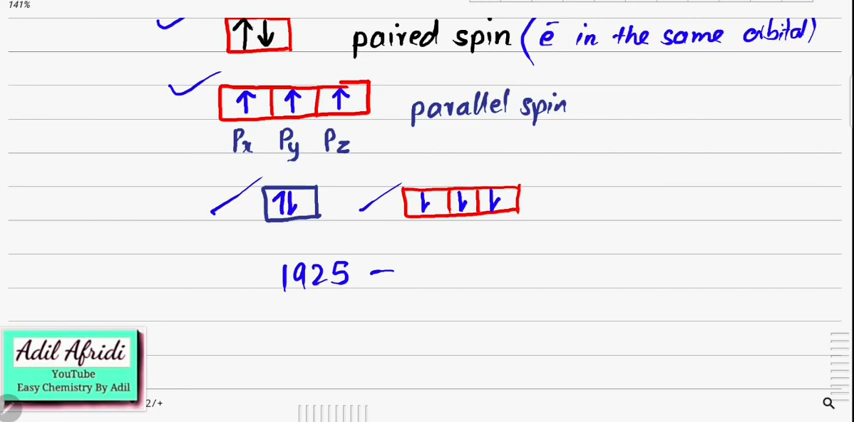 141%
paired spin (ē in the same orbital)
parallel spin
Px Py Pz
1925 –
Adil Afridi
YouTube
Easy Chemistry By Adil
2/+